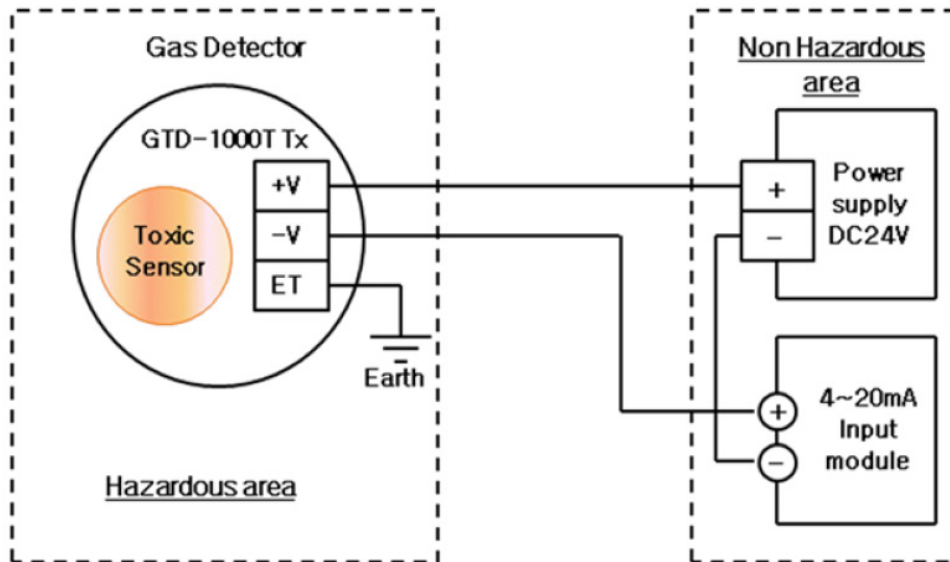 Gas Detector
GTD-1000T Tx
Toxic
Sensor
+V
-V
ET
Earth
Hazardous area
Non Hazardous
area
+
-
Power
supply
DC24V
+
-
4~20mA
Input
module